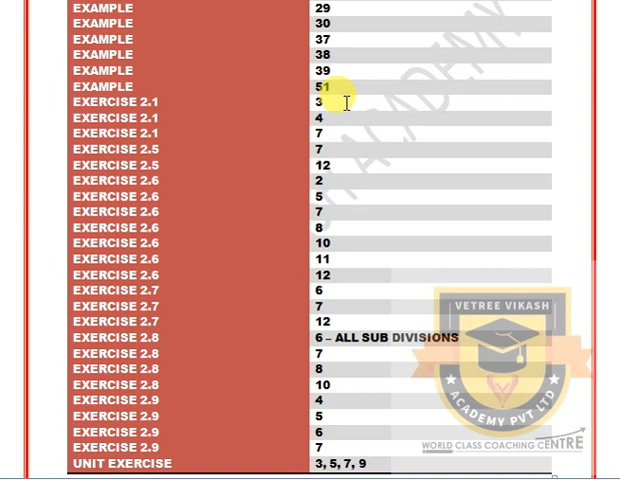 EXAMPLE 29
EXAMPLE 30
EXAMPLE 37
EXAMPLE 38
EXAMPLE 39
EXAMPLE 51
EXERCISE 2.1 3
EXERCISE 2.1 4
EXERCISE 2.1 7
EXERCISE 2.5 7
EXERCISE 2.5 12
EXERCISE 2.6 2
EXERCISE 2.6 5
EXERCISE 2.6 7
EXERCISE 2.6 8
EXERCISE 2.6 10
EXERCISE 2.6 11
EXERCISE 2.6 12
EXERCISE 2.7 6
EXERCISE 2.7 7
EXERCISE 2.7 12
EXERCISE 2.8 6 – ALL SUB DIVISIONS
EXERCISE 2.8 7
EXERCISE 2.8 8
EXERCISE 2.8 10
EXERCISE 2.9 4
EXERCISE 2.9 5
EXERCISE 2.9 6
EXERCISE 2.9 7
UNIT EXERCISE 3, 5, 7, 9
ACADEMY
VETREE VIKASH
ACADEMY PVT LTD
WORLD CLASS COACHING CENTRE